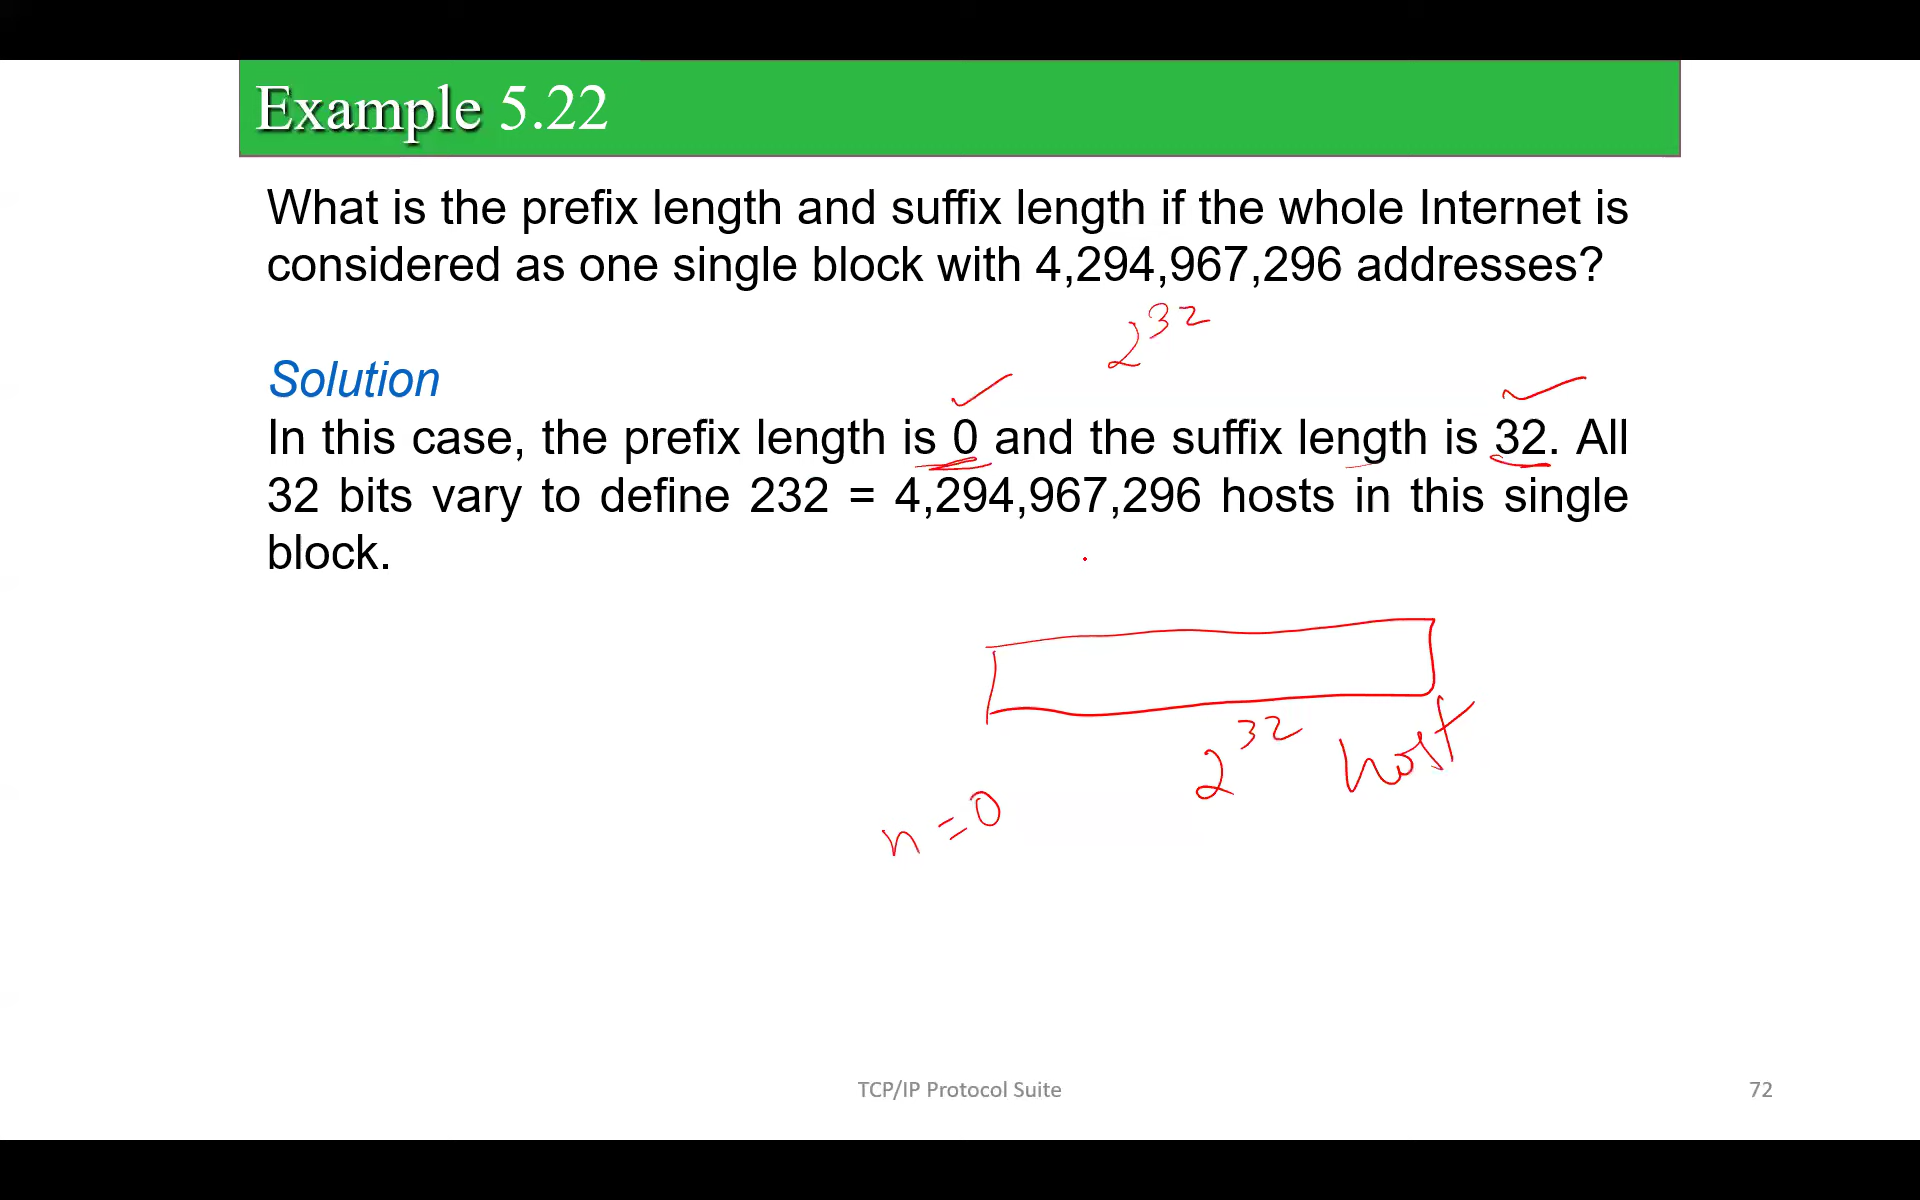 Example 5.22
What is the prefix length and suffix length if the whole Internet is
considered as one single block with 4,294,967,296 addresses?
2^32
Solution
In this case, the prefix length is 0 and the suffix length is 32. All
32 bits vary to define 232 = 4,294,967,296 hosts in this single
block.
2^32 host
n = 0
TCP/IP Protocol Suite
72